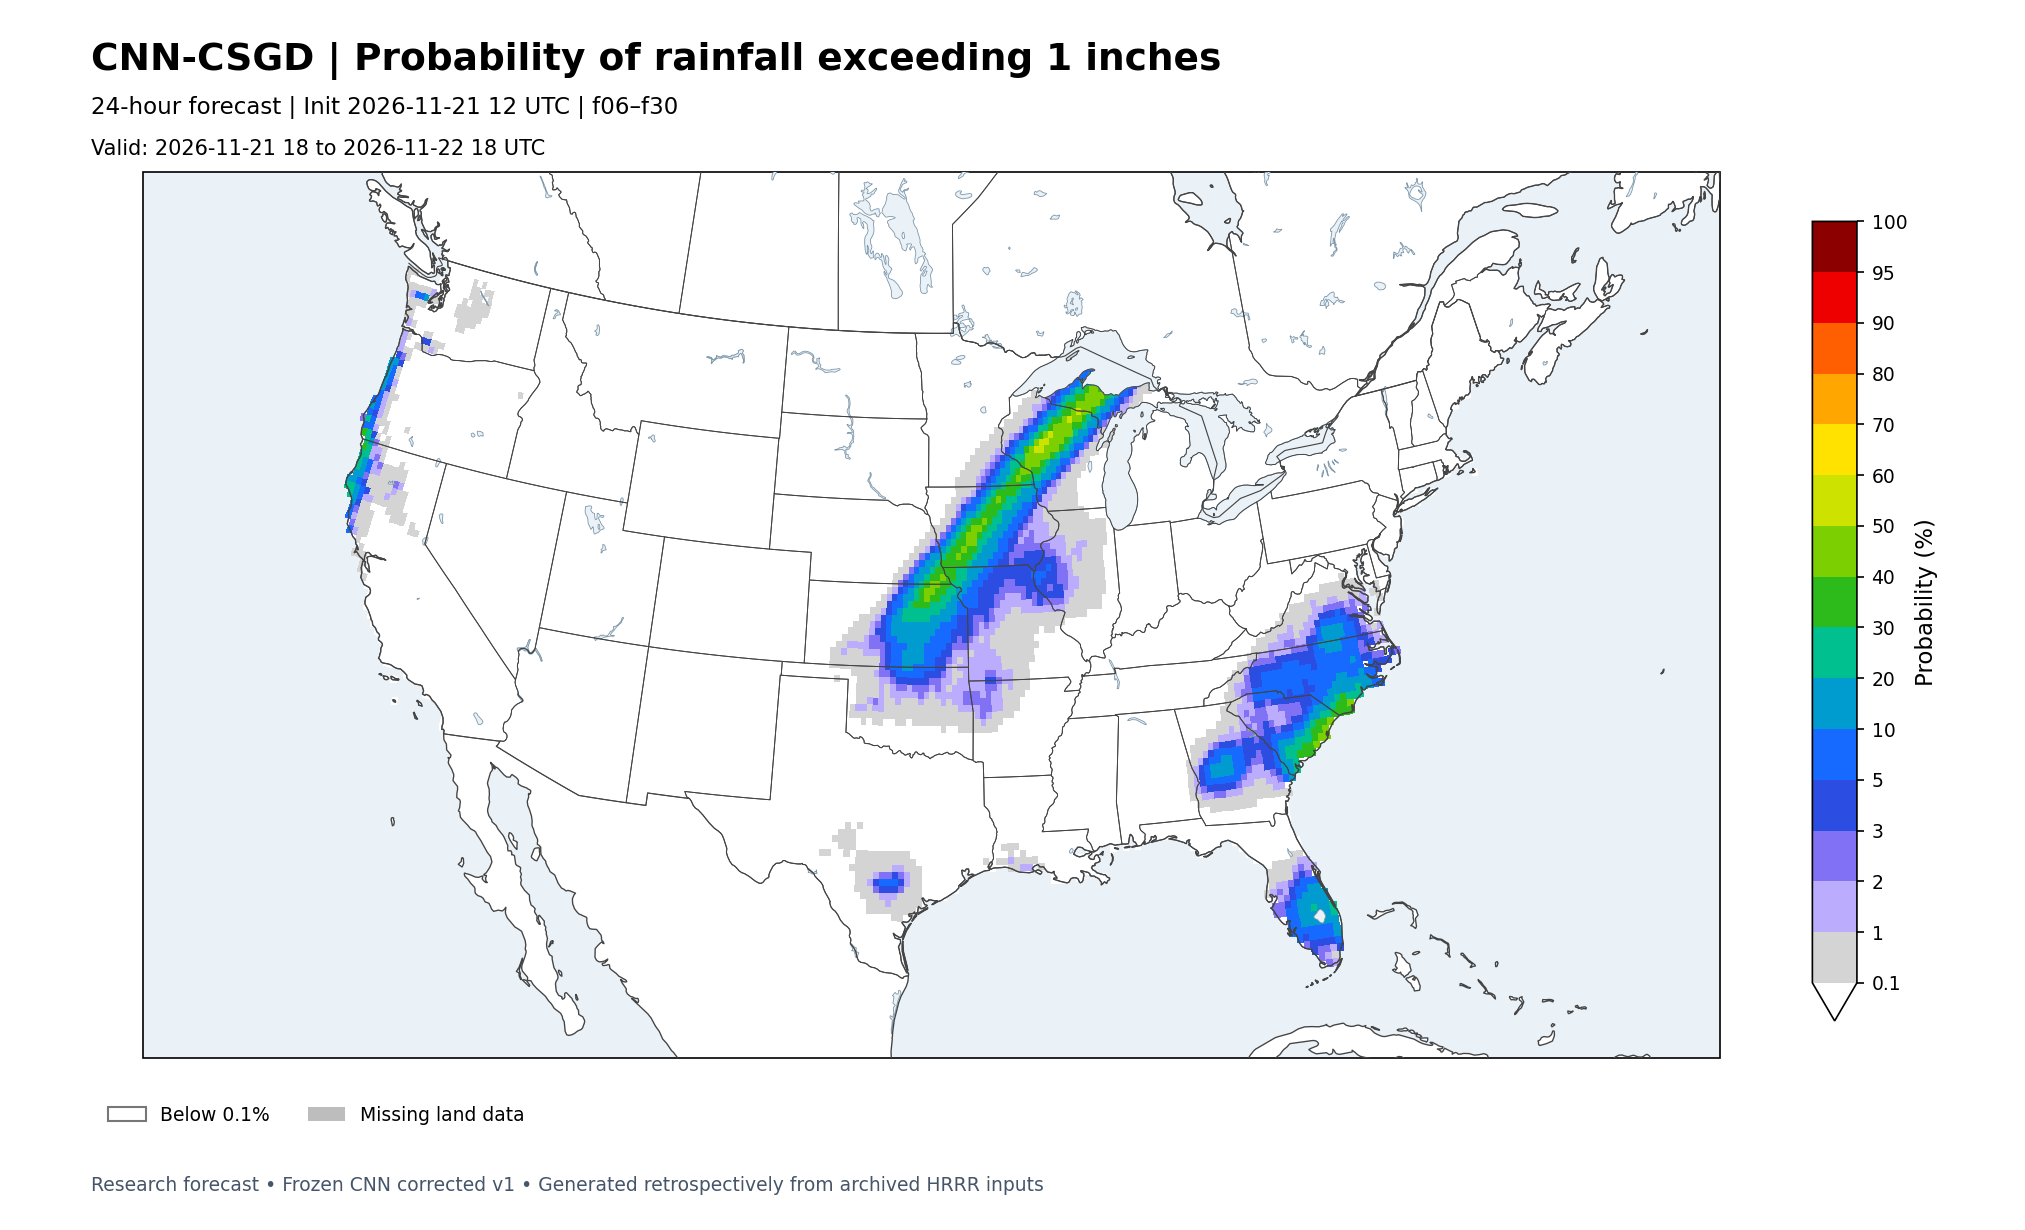 CNN-CSGD | Probability of rainfall exceeding 1 inches
24-hour forecast | Init 2026-11-21 12 UTC | f06–f30
Valid: 2026-11-21 18 to 2026-11-22 18 UTC
100
95
90
80
70
60
50
40
30
20
10
5
3
2
1
0.1
Probability (%)
Below 0.1%
Missing land data
Research forecast • Frozen CNN corrected v1 • Generated retrospectively from archived HRRR inputs